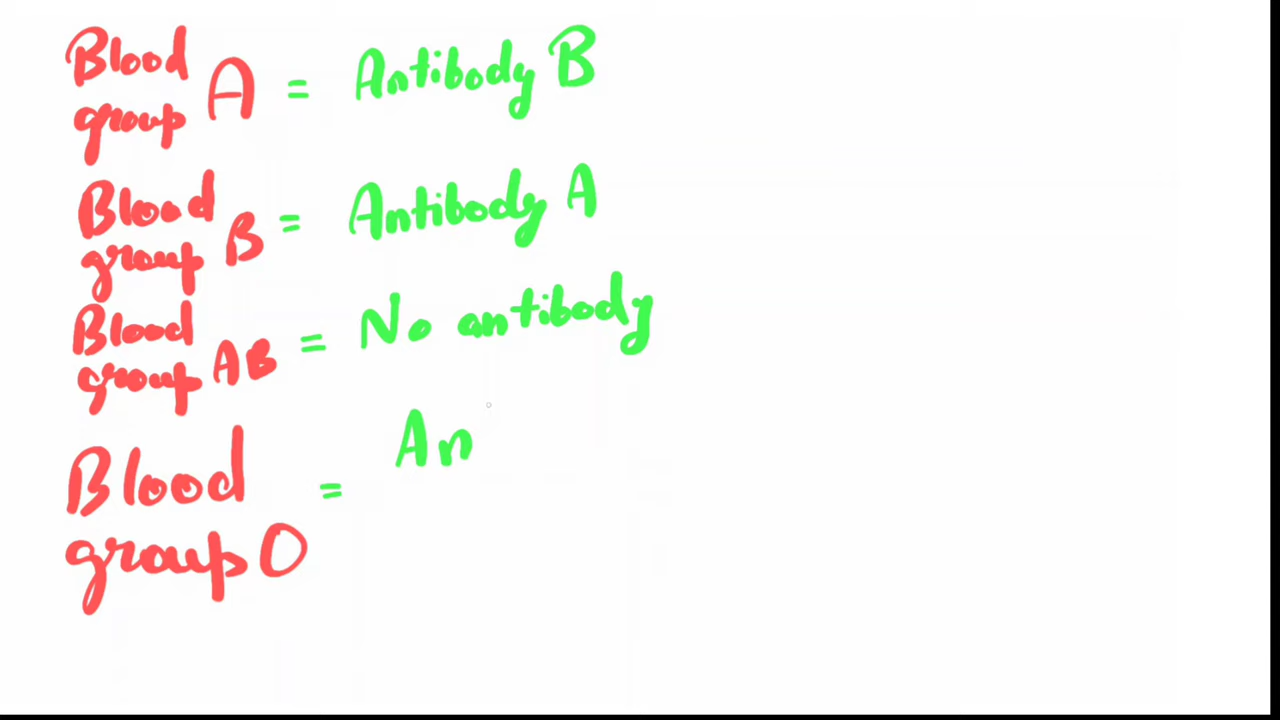 Blood
group A = Antibody B
Blood
group B = Antibody A
Blood
group AB = No antibody
Blood = An
group O